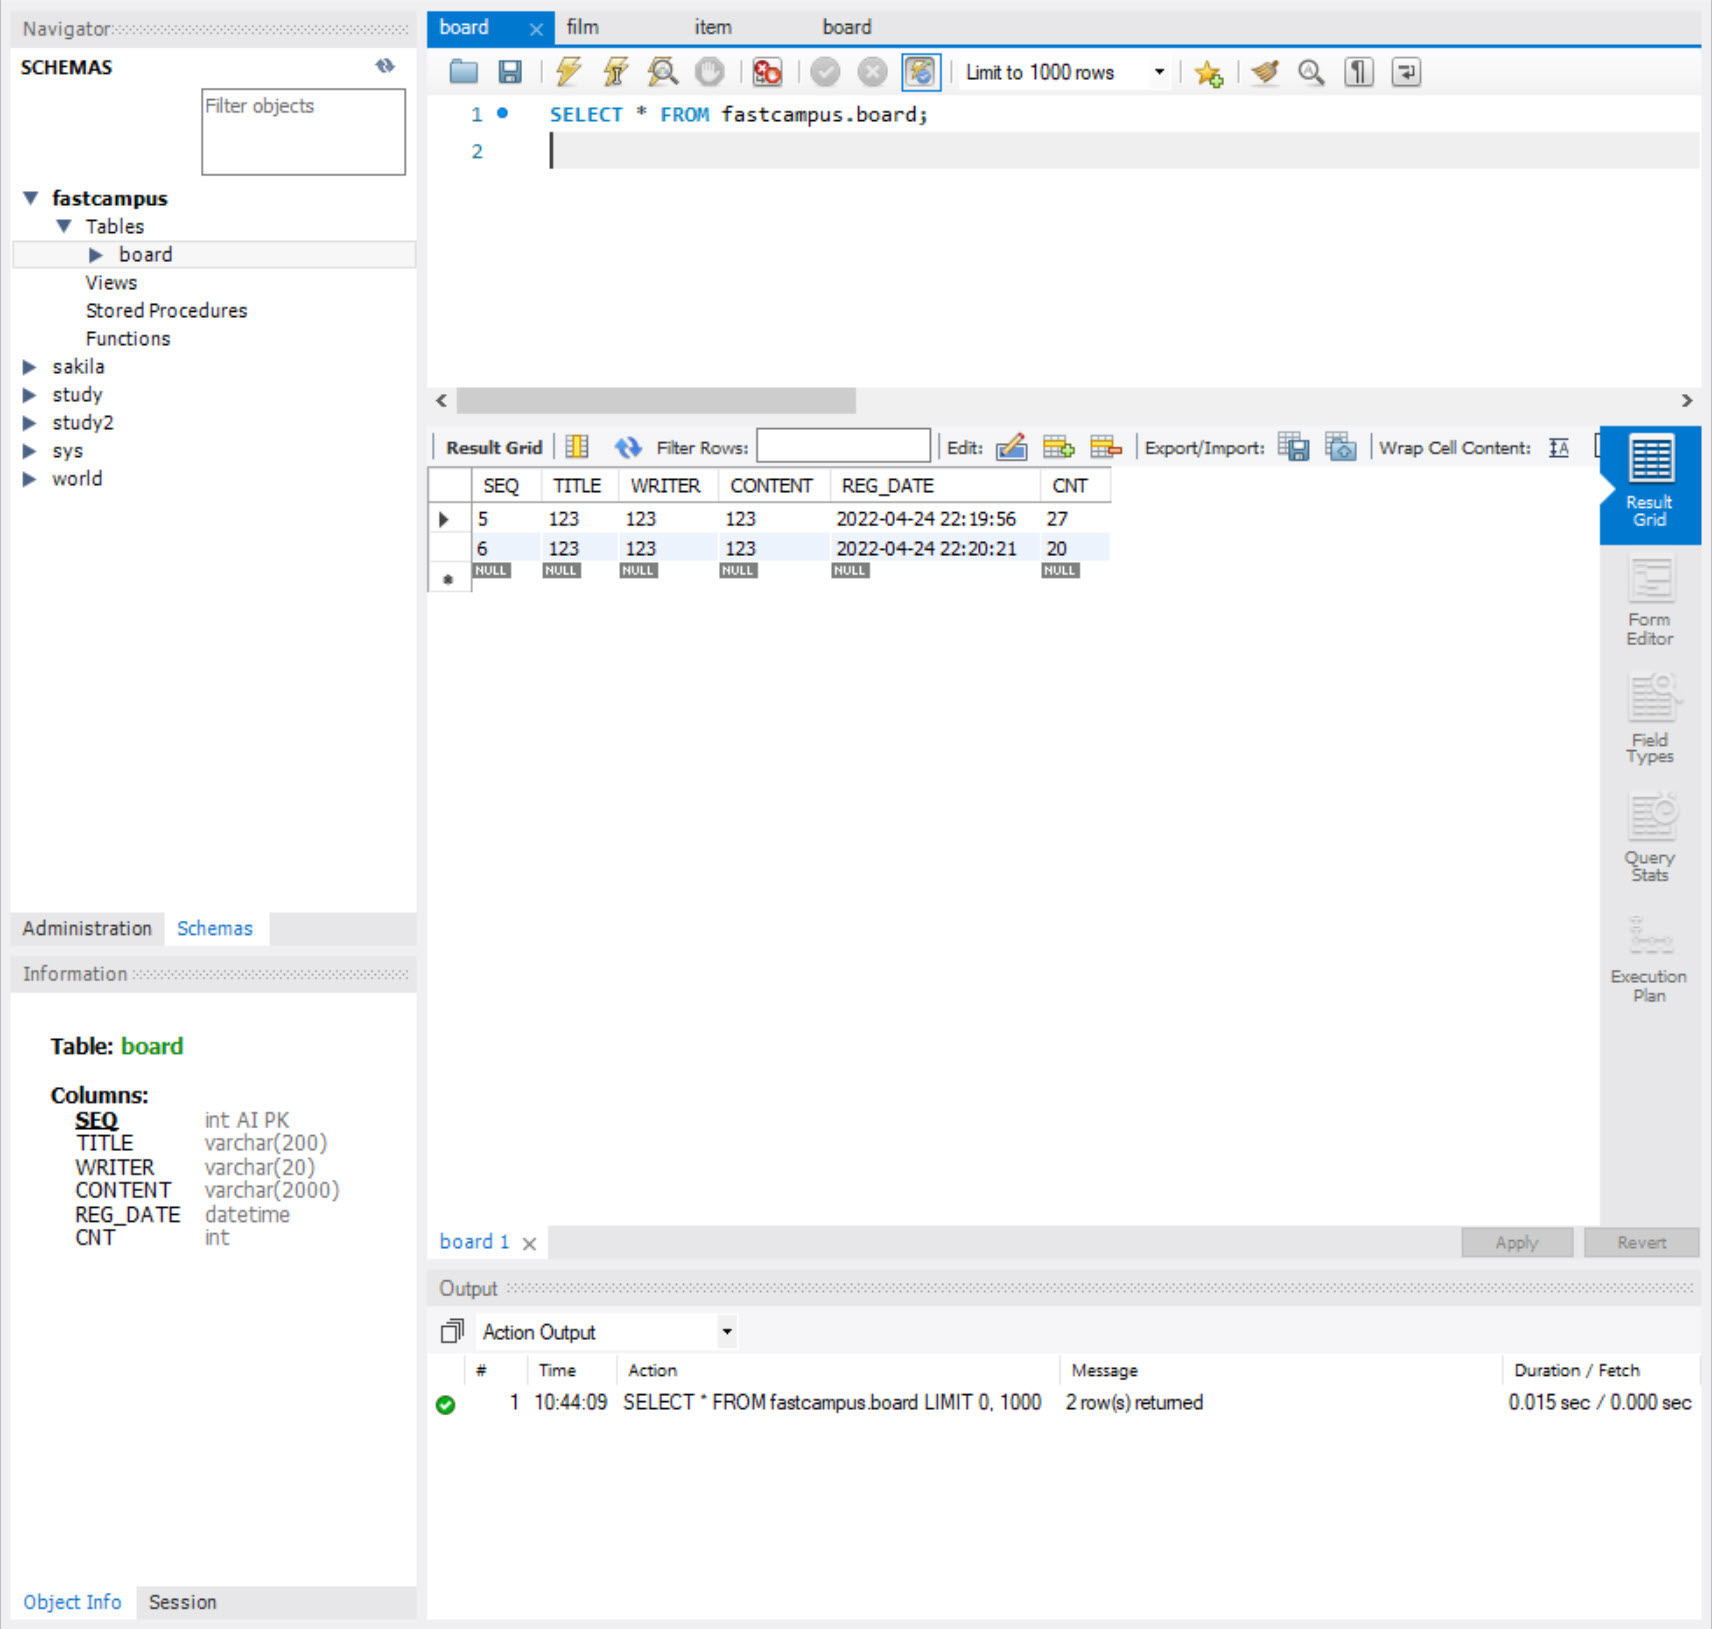 Navigator
SCHEMAS
Filter objects
fastcampus
Tables
board
Views
Stored Procedures
Functions
sakila
study
study2
sys
world
Administration Schemas
Information
Table: board
Columns:
SEQ int AI PK
TITLE varchar(200)
WRITER varchar(20)
CONTENT varchar(2000)
REG_DATE datetime
CNT int
Object Info Session
board film item board
Limit to 1000 rows
1 SELECT * FROM fastcampus.board;
2
Result Grid Filter Rows: Edit: Export/Import: Wrap Cell Content:
SEQ TITLE WRITER CONTENT REG_DATE CNT
5 123 123 123 2022-04-24 22:19:56 27
6 123 123 123 2022-04-24 22:20:21 20
NULL NULL NULL NULL NULL NULL
Result
Grid
Form
Editor
Field
Types
Query
Stats
Execution
Plan
board 1 Apply Revert
Output
Action Output
# Time Action Message Duration / Fetch
1 10:44:09 SELECT * FROM fastcampus.board LIMIT 0, 1000 2 row(s) returned 0.015 sec / 0.000 sec